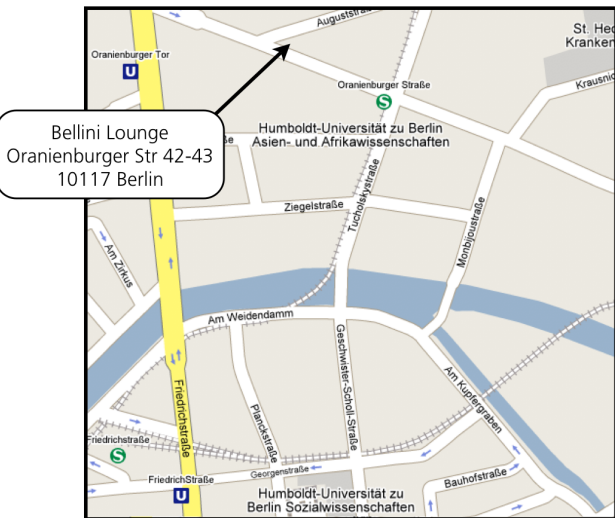 Auguststraße
St. Hed
Kranken
Oranienburger Tor
U
Oranienburger Straße
S
Krausnic
Bellini Lounge
Oranienburger Str 42-43
10117 Berlin
ße
Humboldt-Universität zu Berlin
Asien- und Afrikawissenschaften
Ziegelstraße
Tucholskystraße
Monbijoustraße
Am Zirkus
Am Weidendamm
Geschwister-Scholl-Straße
Am Kupfergraben
Friedrichstraße
Planckstraße
Friedrichstraße
S
Georgenstraße
FriedrichStraße
U
Bauhofstraße
Humboldt-Universität zu
Berlin Sozialwissenschaften